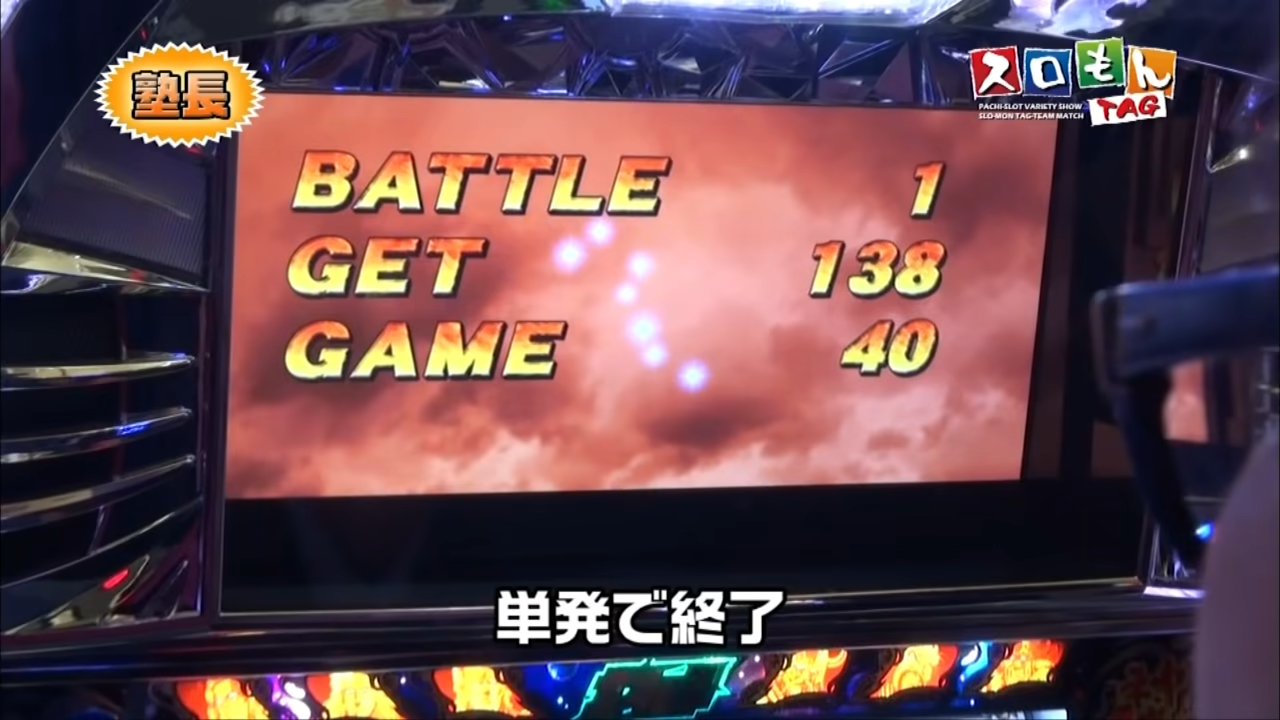 塾長
スロもん
TAG
PACHI-SLOT VARIETY SHOW
SLO-MON TAG-TEAM MATCH
BATTLE 1
GET 138
GAME 40
単発で終了